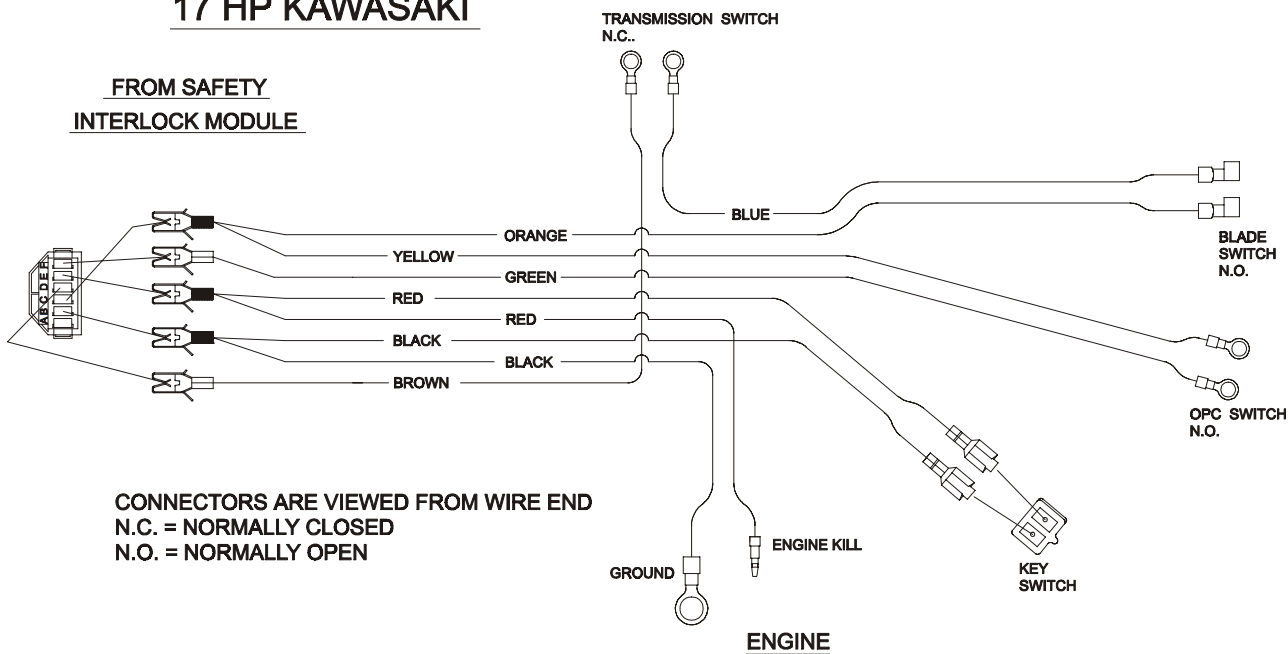 17 HP KAWASAKI
TRANSMISSION SWITCH
N.C..
FROM SAFETY
INTERLOCK MODULE
BLUE
ORANGE
YELLOW
GREEN
RED
RED
BLACK
BLACK
BROWN
A B C D E F
BLADE
SWITCH
N.O.
OPC SWITCH
N.O.
CONNECTORS ARE VIEWED FROM WIRE END
N.C. = NORMALLY CLOSED
N.O. = NORMALLY OPEN
GROUND
ENGINE KILL
KEY
SWITCH
ENGINE